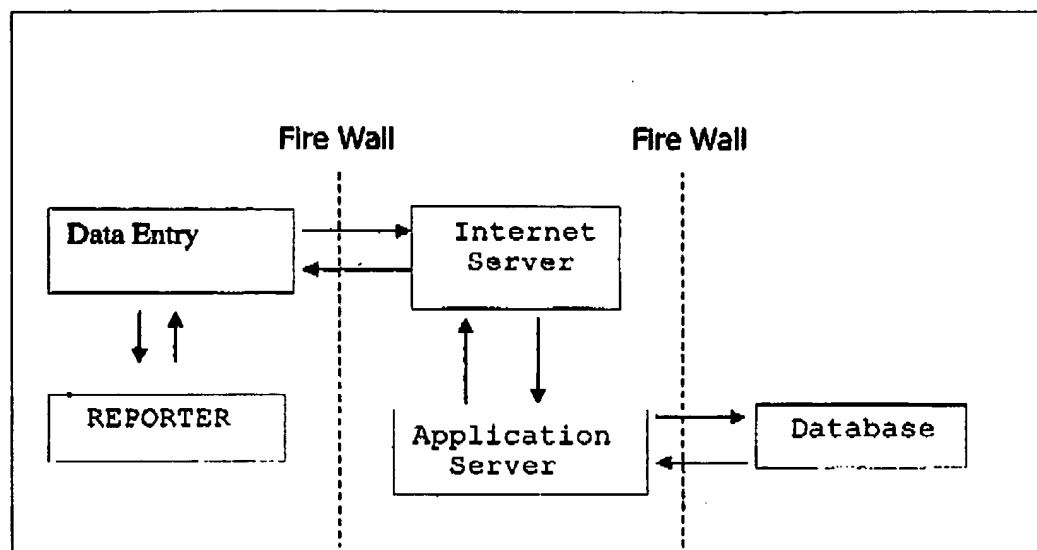 Fire Wall
Fire Wall
Data Entry
Internet
Server
REPORTER
Application
Server
Database